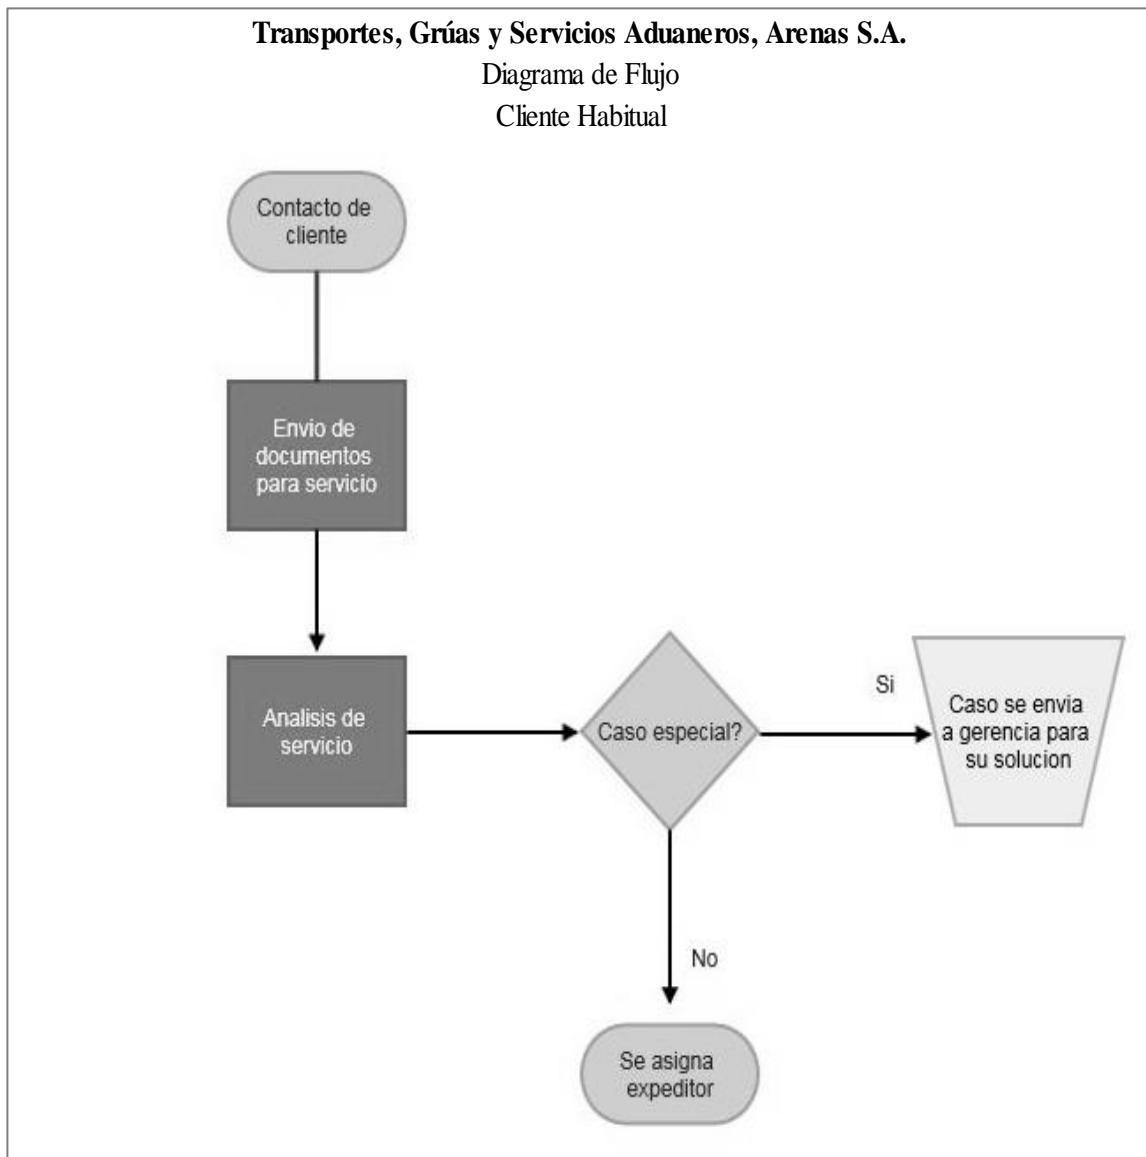 Transportes, Grúas y Servicios Aduaneros, Arenas S.A.
Diagrama de Flujo
Cliente Habitual
Contacto de
cliente
Envio de
documentos
para servicio
Analisis de
servicio
Caso especial?
Si
Caso se envia
a gerencia para
su solucion
No
Se asigna
expeditor